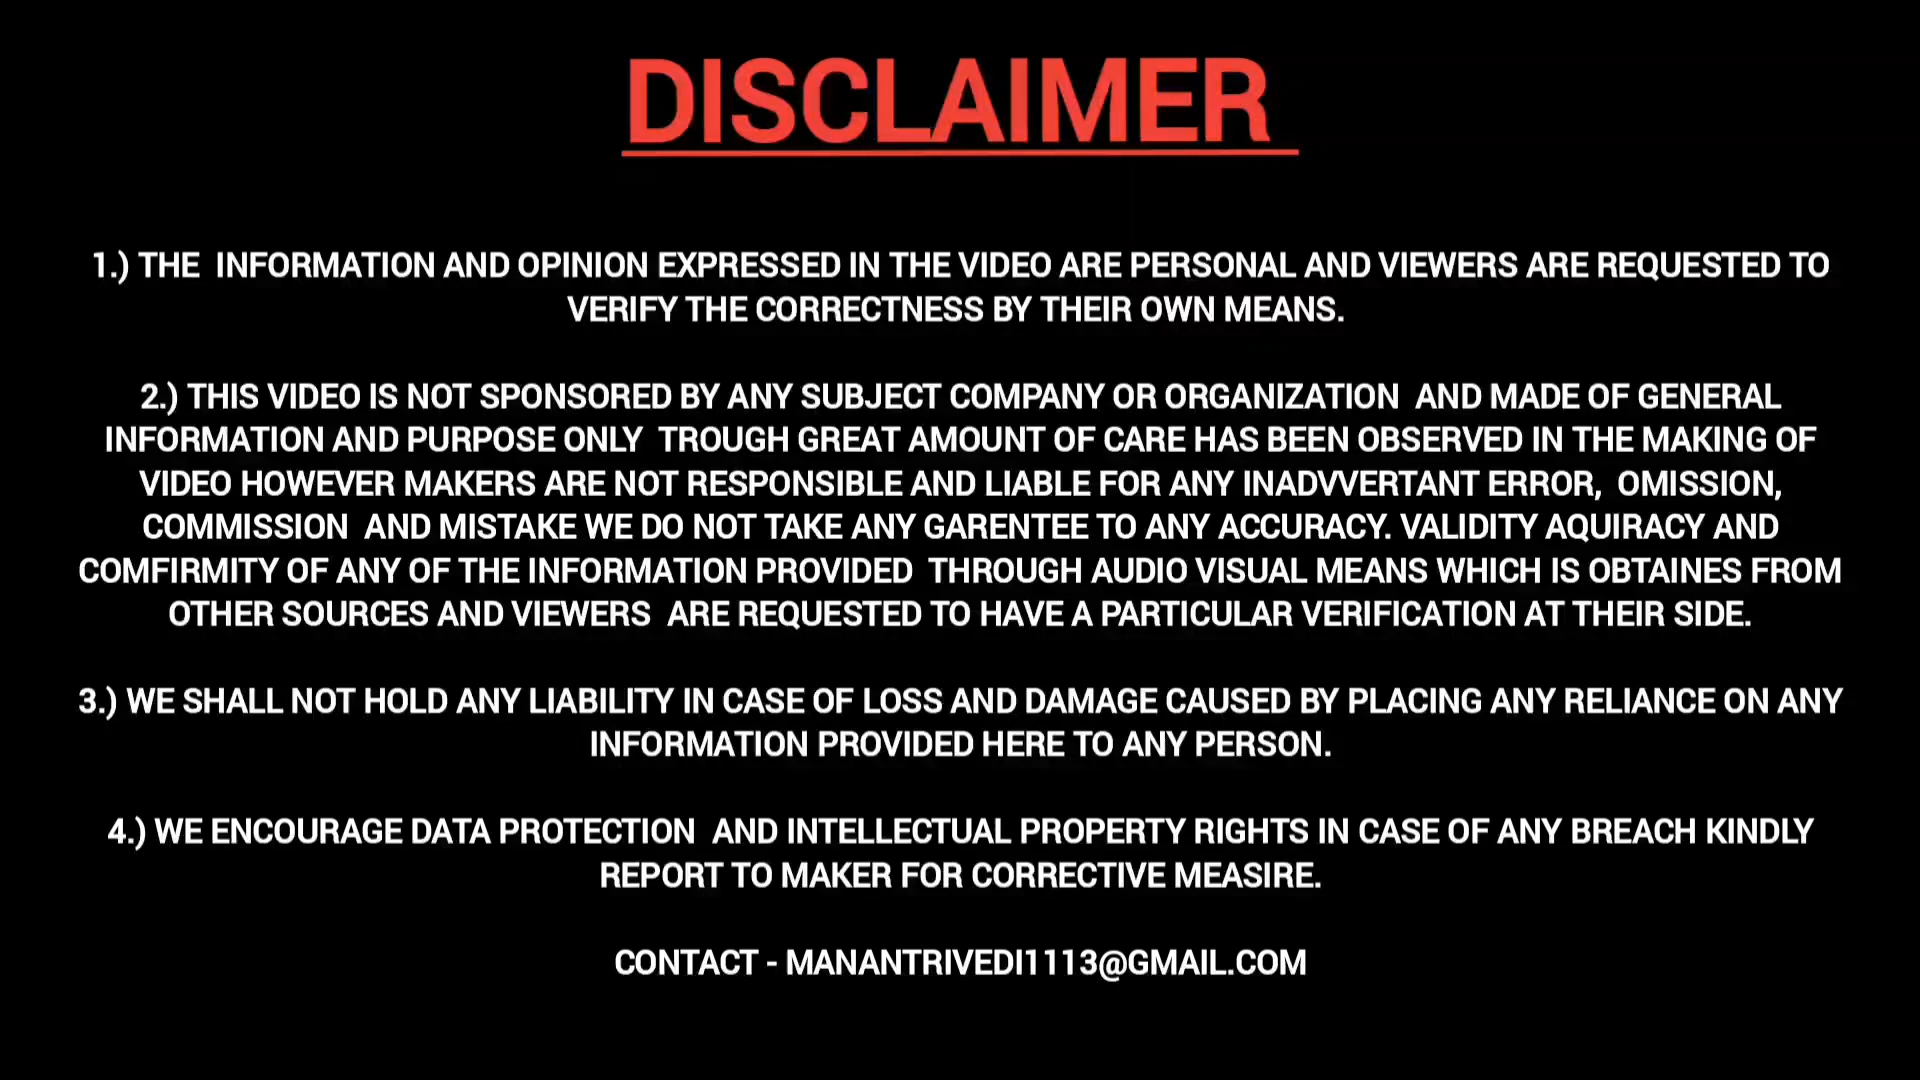 DISCLAIMER
1.) THE INFORMATION AND OPINION EXPRESSED IN THE VIDEO ARE PERSONAL AND VIEWERS ARE REQUESTED TO
VERIFY THE CORRECTNESS BY THEIR OWN MEANS.
2.) THIS VIDEO IS NOT SPONSORED BY ANY SUBJECT COMPANY OR ORGANIZATION AND MADE OF GENERAL
INFORMATION AND PURPOSE ONLY TROUGH GREAT AMOUNT OF CARE HAS BEEN OBSERVED IN THE MAKING OF
VIDEO HOWEVER MAKERS ARE NOT RESPONSIBLE AND LIABLE FOR ANY INADVVERTANT ERROR, OMISSION,
COMMISSION AND MISTAKE WE DO NOT TAKE ANY GARENTEE TO ANY ACCURACY. VALIDITY AQUIRACY AND
COMFIRMITY OF ANY OF THE INFORMATION PROVIDED THROUGH AUDIO VISUAL MEANS WHICH IS OBTAINES FROM
OTHER SOURCES AND VIEWERS ARE REQUESTED TO HAVE A PARTICULAR VERIFICATION AT THEIR SIDE.
3.) WE SHALL NOT HOLD ANY LIABILITY IN CASE OF LOSS AND DAMAGE CAUSED BY PLACING ANY RELIANCE ON ANY
INFORMATION PROVIDED HERE TO ANY PERSON.
4.) WE ENCOURAGE DATA PROTECTION AND INTELLECTUAL PROPERTY RIGHTS IN CASE OF ANY BREACH KINDLY
REPORT TO MAKER FOR CORRECTIVE MEASIRE.
CONTACT - MANANTRIVEDI1113@GMAIL.COM